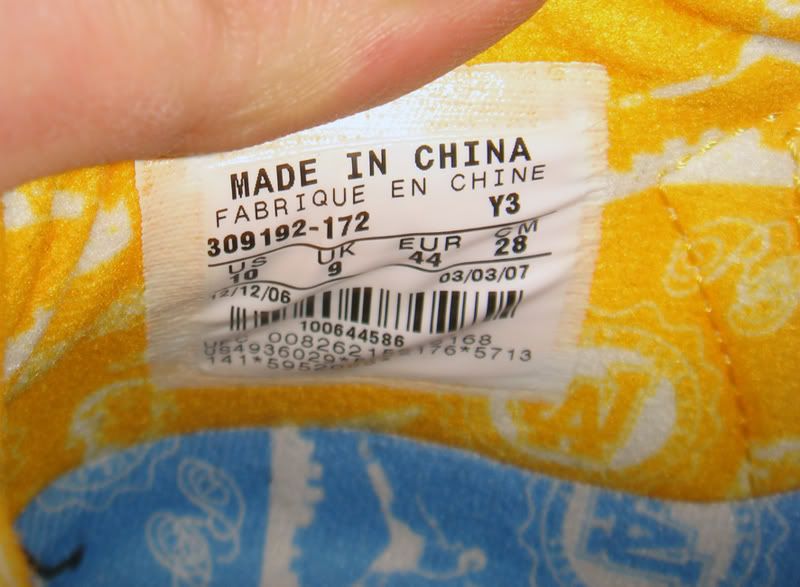 MADE IN CHINA
FABRIQUE EN CHINE
309192-172 Y3
US UK EUR CM
10 9 44 28
12/12/06 03/03/07
100644586